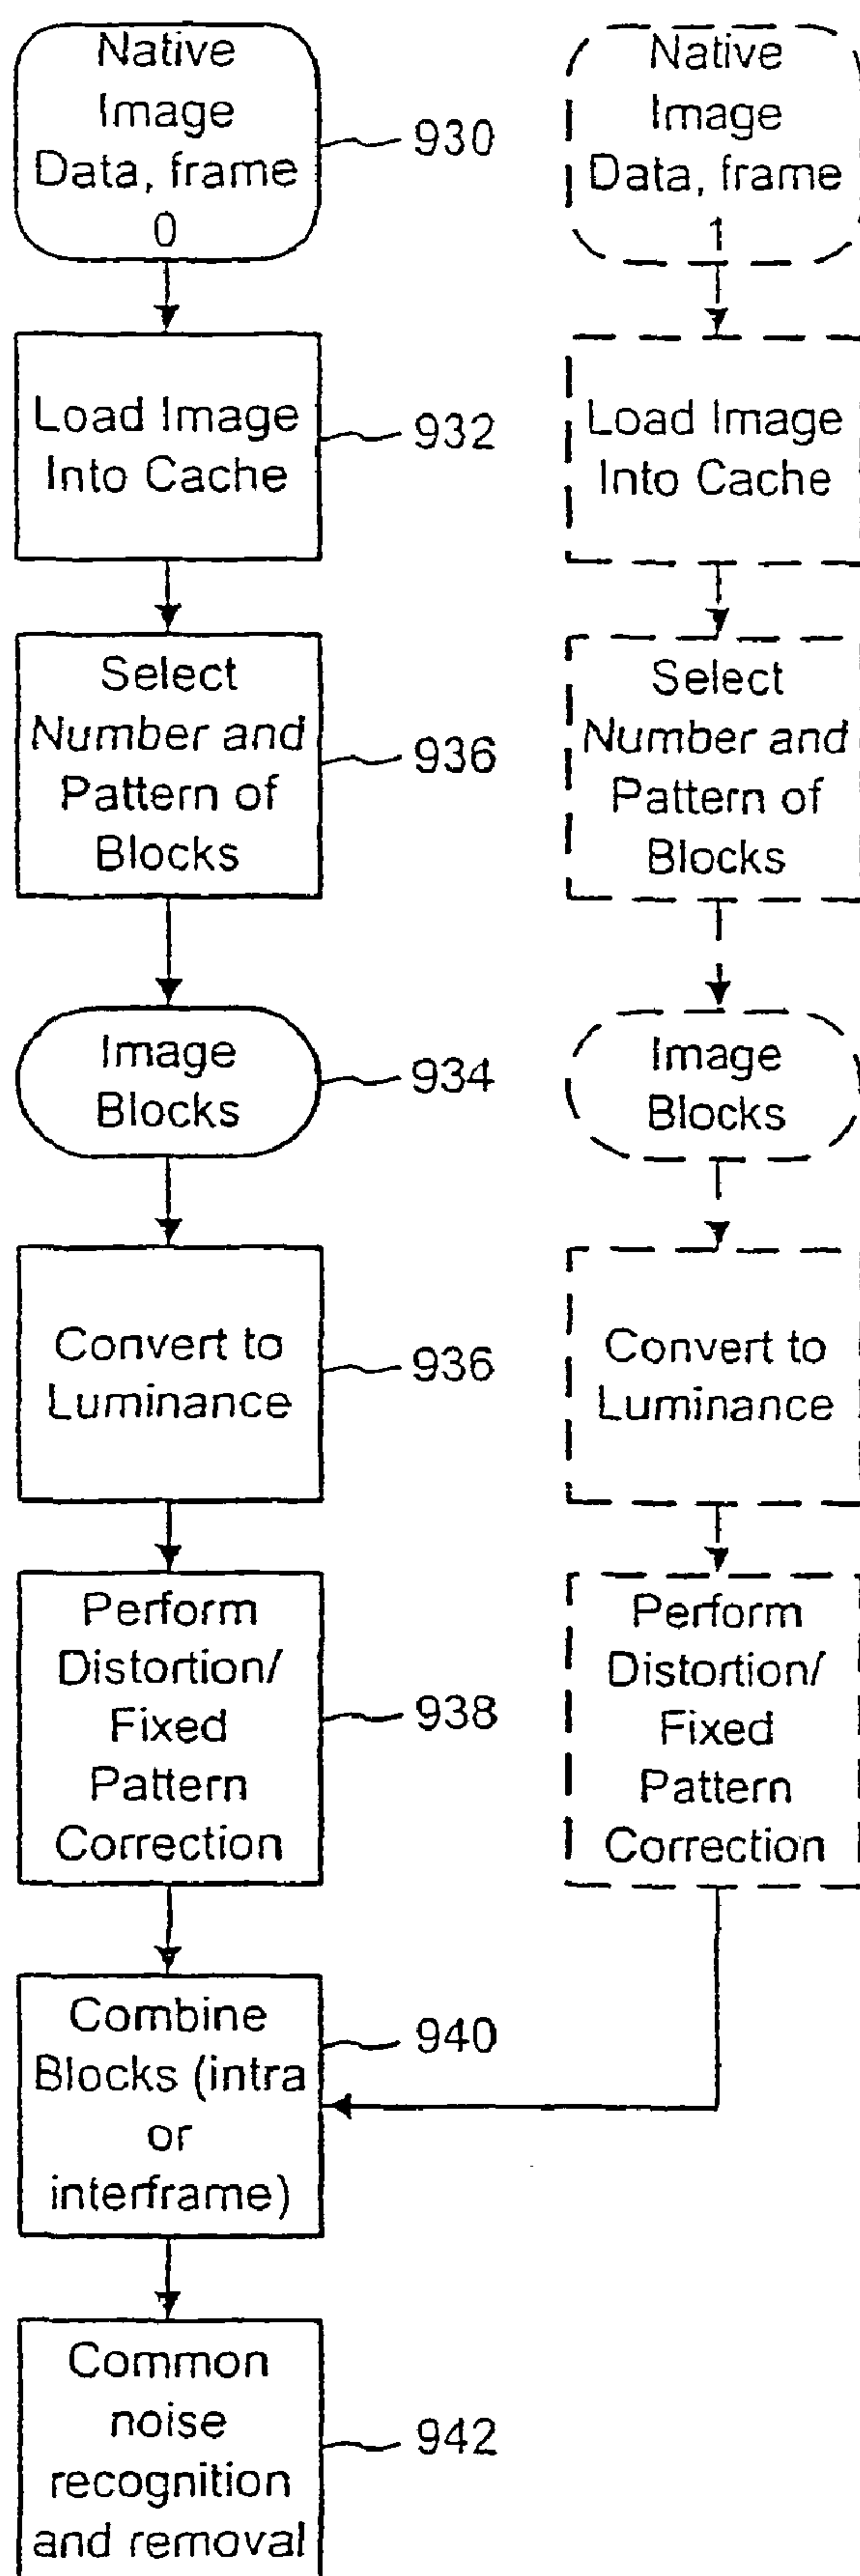 Native
Image
Data, frame
0
930
Load Image
Into Cache
932
Select
Number and
Pattern of
Blocks
936
Image
Blocks
934
Convert to
Luminance
936
Perform
Distortion/
Fixed
Pattern
Correction
938
Combine
Blocks (intra
or
interframe)
940
Common
noise
recognition
and removal
942
Native
Image
Data, frame
1
Load Image
Into Cache
Select
Number and
Pattern of
Blocks
Image
Blocks
Convert to
Luminance
Perform
Distortion/
Fixed
Pattern
Correction